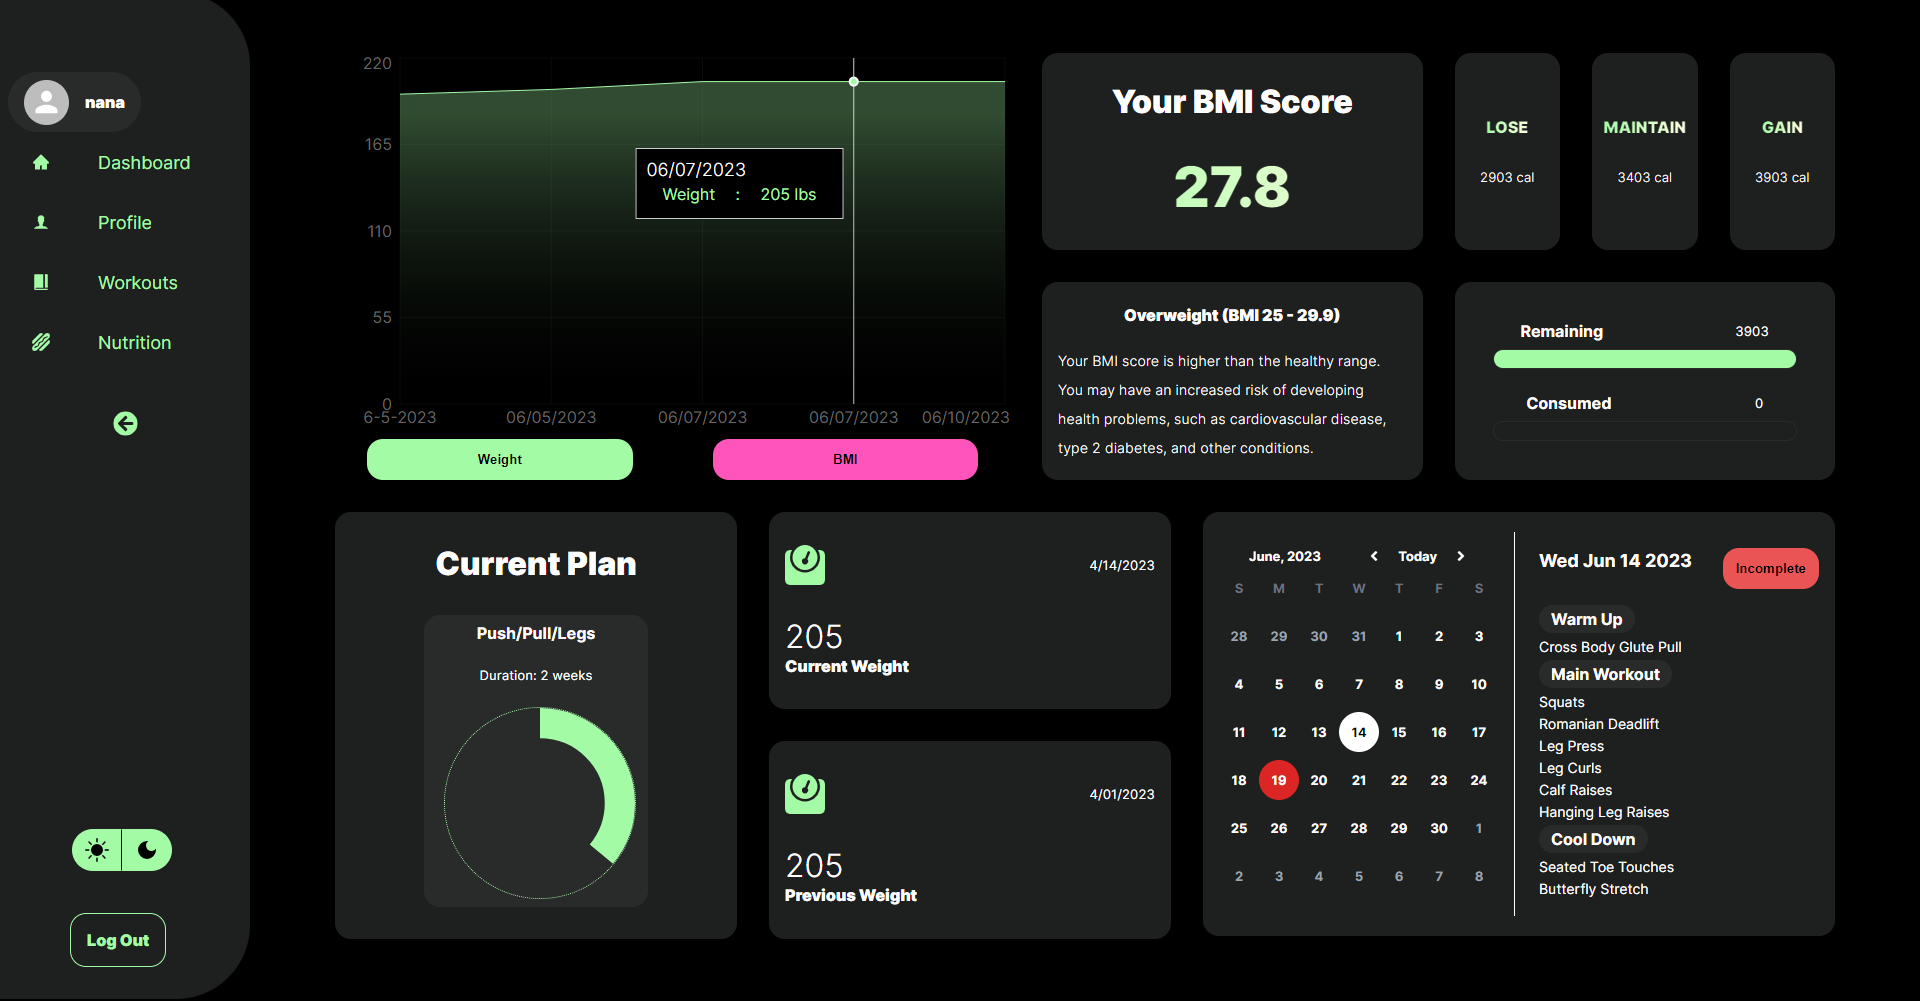 nana
Dashboard
Profile
Workouts
Nutrition
Log Out
220
165
110
55
0
6-5-2023 06/05/2023 06/07/2023 06/07/2023 06/10/2023
06/07/2023
Weight : 205 lbs
Weight BMI
Your BMI Score
27.8
LOSE
2903 cal
MAINTAIN
3403 cal
GAIN
3903 cal
Overweight (BMI 25 - 29.9)
Your BMI score is higher than the healthy range.
You may have an increased risk of developing
health problems, such as cardiovascular disease,
type 2 diabetes, and other conditions.
Remaining 3903
Consumed 0
Current Plan
Push/Pull/Legs
Duration: 2 weeks
4/14/2023
205
Current Weight
4/01/2023
205
Previous Weight
June, 2023 Today
S M T W T F S
28 29 30 31 1 2 3
4 5 6 7 8 9 10
11 12 13 14 15 16 17
18 19 20 21 22 23 24
25 26 27 28 29 30 1
2 3 4 5 6 7 8
Wed Jun 14 2023
Incomplete
Warm Up
Cross Body Glute Pull
Main Workout
Squats
Romanian Deadlift
Leg Press
Leg Curls
Calf Raises
Hanging Leg Raises
Cool Down
Seated Toe Touches
Butterfly Stretch